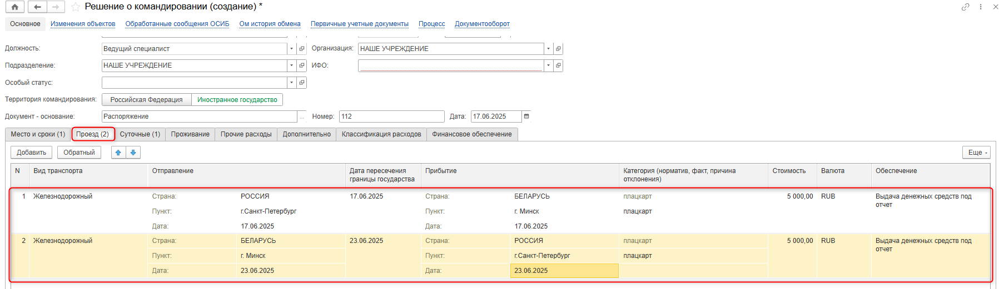 Решение о командировании (создание) *
Основное Изменения объектов Обработанные сообщения ОСИБ Ом история обмена Первичные учетные документы Процесс Документооборот
Должность: Ведущий специалист Организация: НАШЕ УЧРЕЖДЕНИЕ
Подразделение: НАШЕ УЧРЕЖДЕНИЕ ИФО:
Особый статус:
Территория командирования: Российская Федерация Иностранное государство
Документ - основание: Распоряжение ... Номер: 112 Дата: 17.06.2025
Место и сроки (1) Проезд (2) Суточные (1) Проживание Прочие расходы Дополнительно Классификация расходов Финансовое обеспечение
Добавить Обратный Еще
N Вид транспорта Отправление Дата пересечения Прибытие Категория (норматив, факт, причина Стоимость Валюта Обеспечение
границы государства отклонения)
1 Железнодорожный Страна: РОССИЯ 17.06.2025 Страна: БЕЛАРУСЬ плацкарт 5 000,00 RUB Выдача денежных средств под
отчет
Пункт: г.Санкт-Петербург Пункт: г. Минск плацкарт
Дата: 17.06.2025 Дата: 17.06.2025
2 Железнодорожный Страна: БЕЛАРУСЬ 23.06.2025 Страна: РОССИЯ плацкарт 5 000,00 RUB Выдача денежных средств под
отчет
Пункт: г. Минск Пункт: г.Санкт-Петербург плацкарт
Дата: 23.06.2025 Дата: 23.06.2025